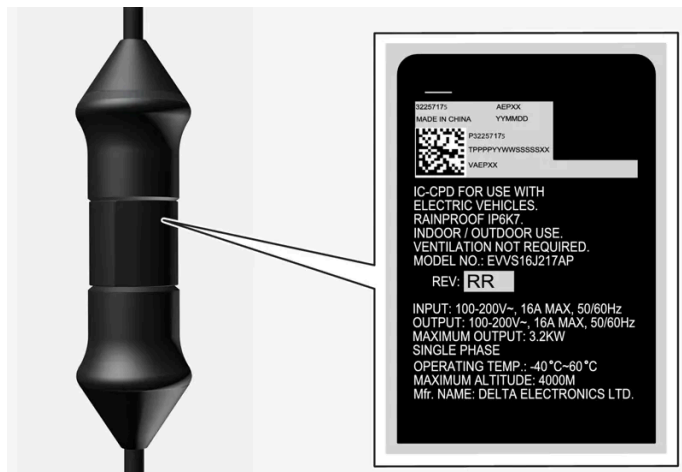 32257175 AEPXX
MADE IN CHINA YYMMDD
P32257175
TPPPPYYWWSSSSSXX
VAEPXX
IC-CPD FOR USE WITH
ELECTRIC VEHICLES.
RAINPROOF IP6K7.
INDOOR / OUTDOOR USE.
VENTILATION NOT REQUIRED.
MODEL NO.: EVVS16J217AP
REV: RR
INPUT: 100-200V~, 16A MAX, 50/60Hz
OUTPUT: 100-200V~, 16A MAX, 50/60Hz
MAXIMUM OUTPUT: 3.2KW
SINGLE PHASE
OPERATING TEMP.: -40°C~60°C
MAXIMUM ALTITUDE: 4000M
Mfr. NAME: DELTA ELECTRONICS LTD.